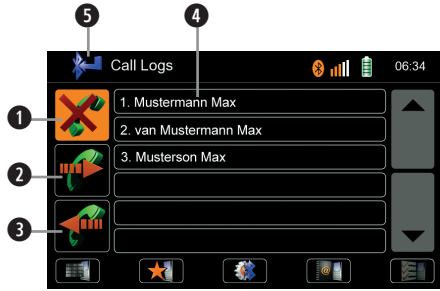 5 4
Call Logs 06:34
1 1. Mustermann Max
2. van Mustermann Max
2 3. Musterson Max
3
@